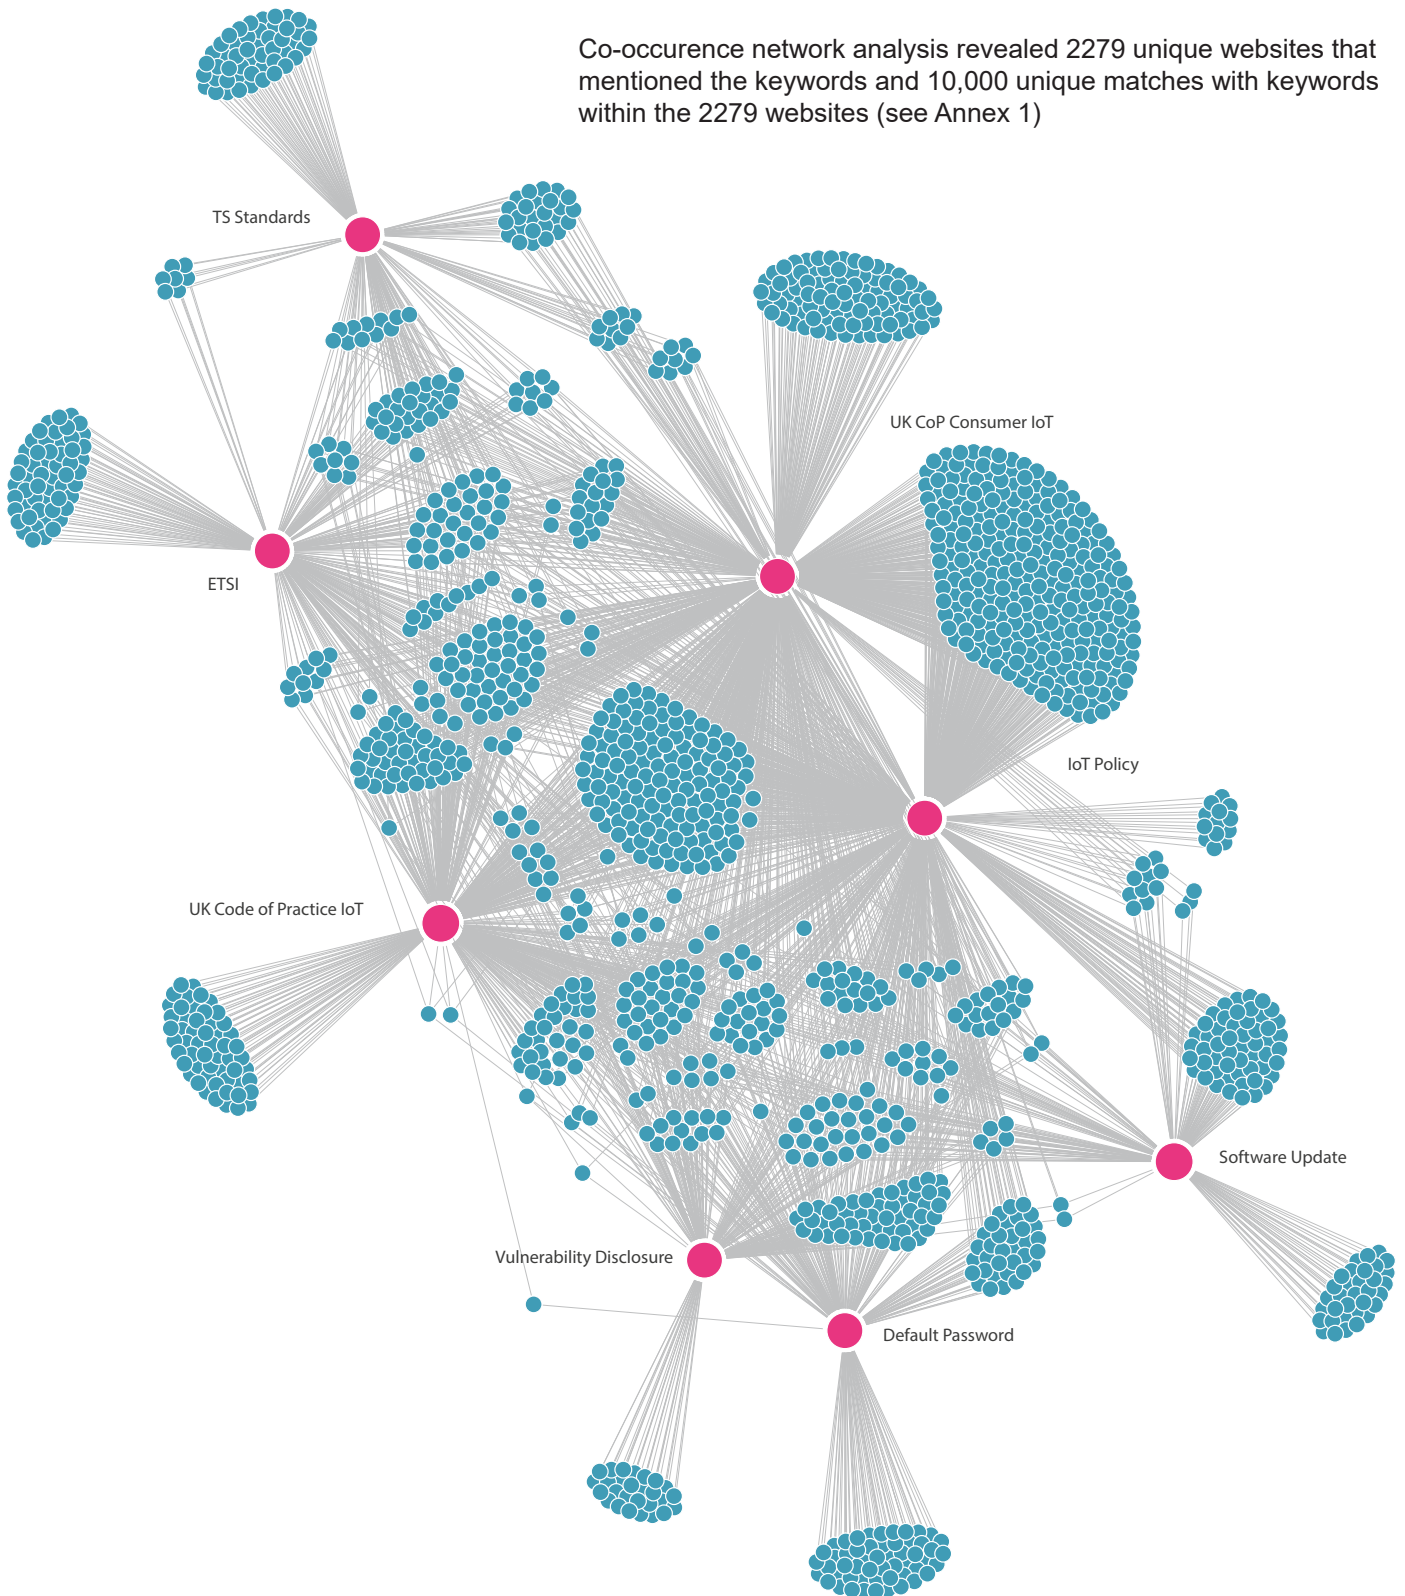 Co-occurence network analysis revealed 2279 unique websites that
mentioned the keywords and 10,000 unique matches with keywords
within the 2279 websites (see Annex 1)
TS Standards
UK CoP Consumer IoT
ETSI
IoT Policy
UK Code of Practice IoT
Software Update
Vulnerability Disclosure
Default Password